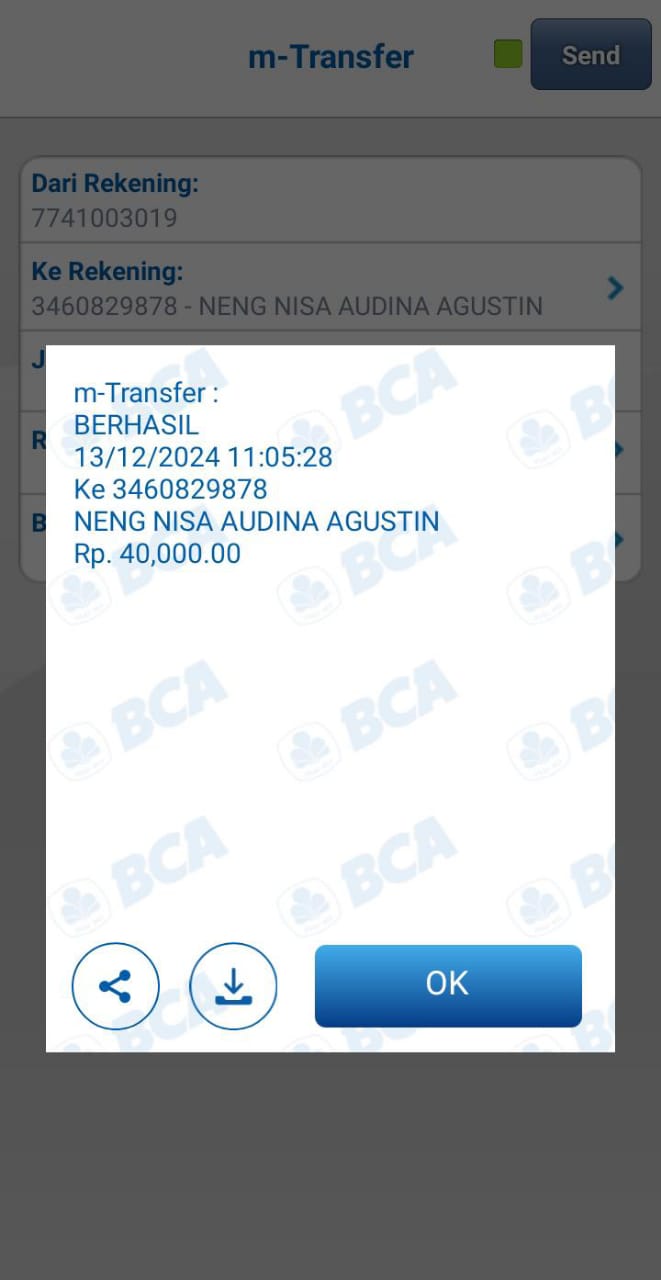 m-Transfer
Send
Dari Rekening:
7741003019
Ke Rekening:
3460829878 - NENG NISA AUDINA AGUSTIN
J
R
B
m-Transfer :
BERHASIL
13/12/2024 11:05:28
Ke 3460829878
NENG NISA AUDINA AGUSTIN
Rp. 40,000.00
BCA
OK